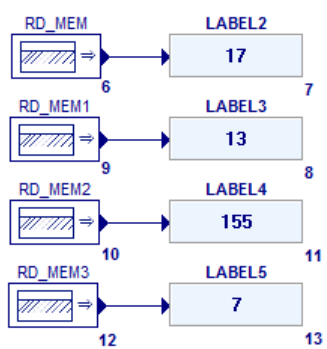 RD_MEM LABEL2
17
6 7
RD_MEM1 LABEL3
13
9 8
RD_MEM2 LABEL4
155
10 11
RD_MEM3 LABEL5
7
12 13